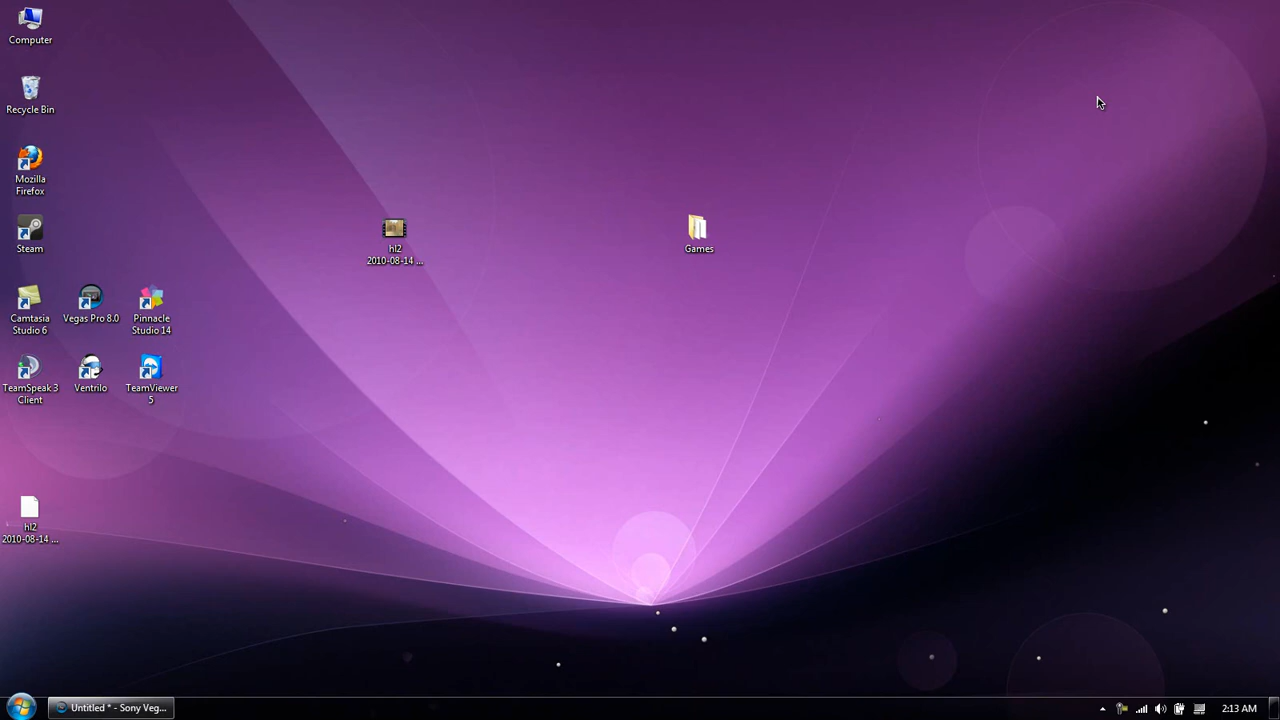 Computer
Recycle Bin
Mozilla
Firefox
Steam
hl2
2010-08-14 ...
Games
Camtasia
Studio 6
Vegas Pro 8.0
Pinnacle
Studio 14
TeamSpeak 3
Client
Ventrilo
TeamViewer
5
hl2
2010-08-14 ...
Untitled * - Sony Veg...
2:13 AM